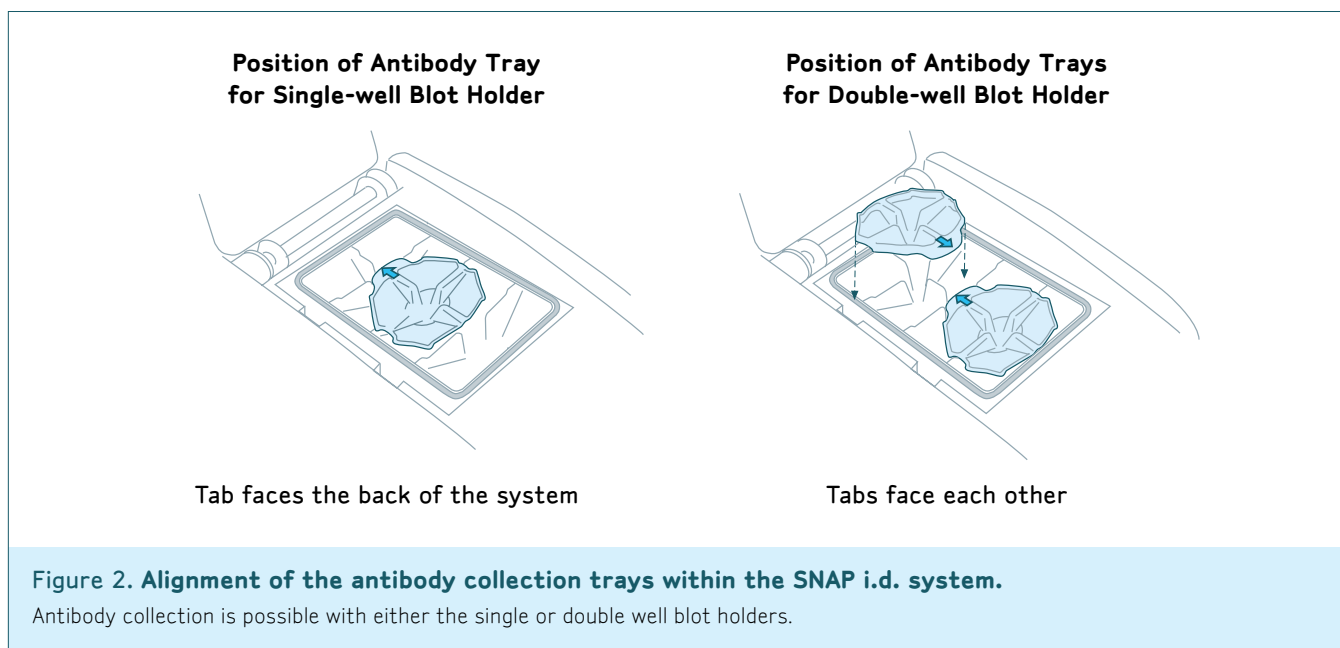 Position of Antibody Tray
for Single-well Blot Holder
Position of Antibody Trays
for Double-well Blot Holder
Tab faces the back of the system
Tabs face each other
Figure 2. Alignment of the antibody collection trays within the SNAP i.d. system.
Antibody collection is possible with either the single or double well blot holders.